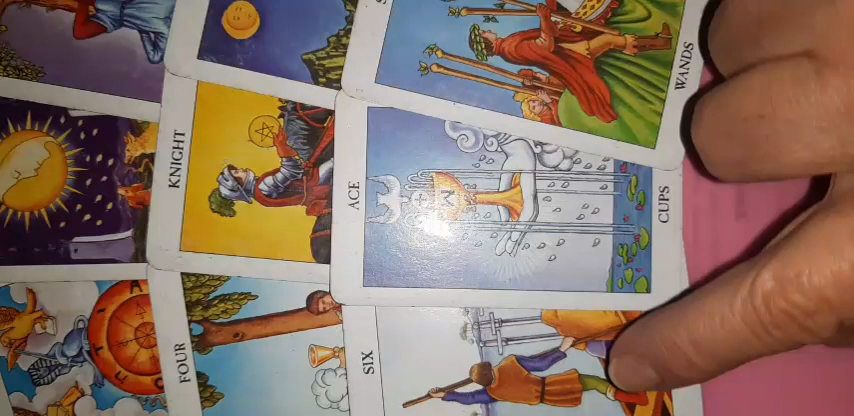 S
WANDS
KNIGHT
ACE
CUPS
FOUR
SIX